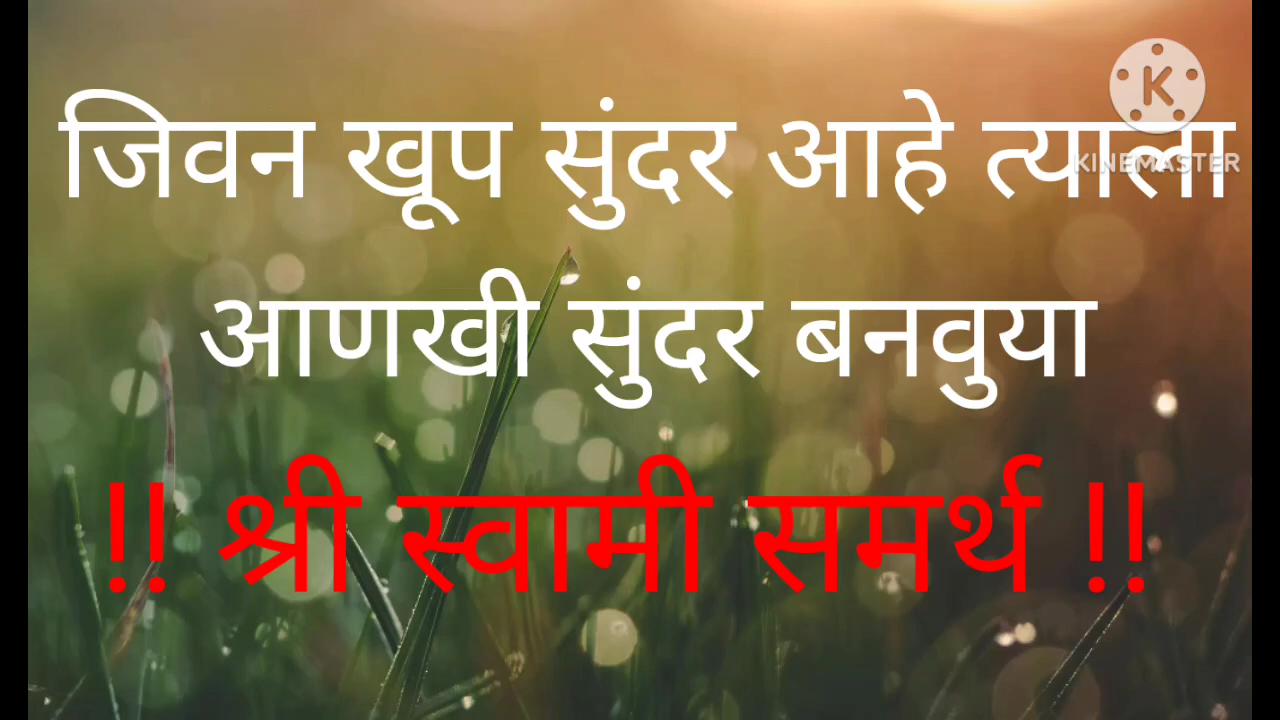 जिवन खूप सुंदर आहे त्याला
आणखी सुंदर बनवुया
!! श्री स्वामी समर्थ !!
K
KINEMASTER